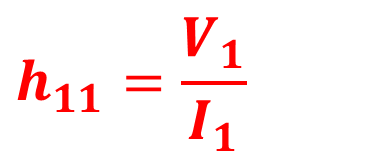 h₁₁ = V₁ / I₁